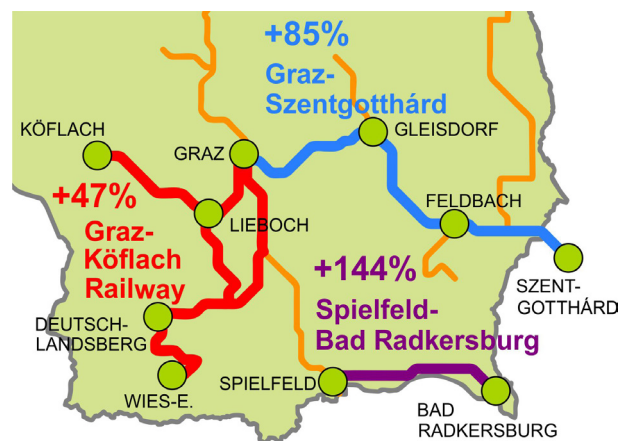 +85%
Graz-
Szentgotthárd
KÖFLACH
GRAZ
GLEISDORF
+47%
LIEBOCH
FELDBACH
Graz-
Köflach
Railway
+144%
SZENT-
GOTTHÁRD
Spielfeld-
Bad Radkersburg
DEUTSCH-
LANDSBERG
WIES-E.
SPIELFELD
BAD
RADKERSBURG